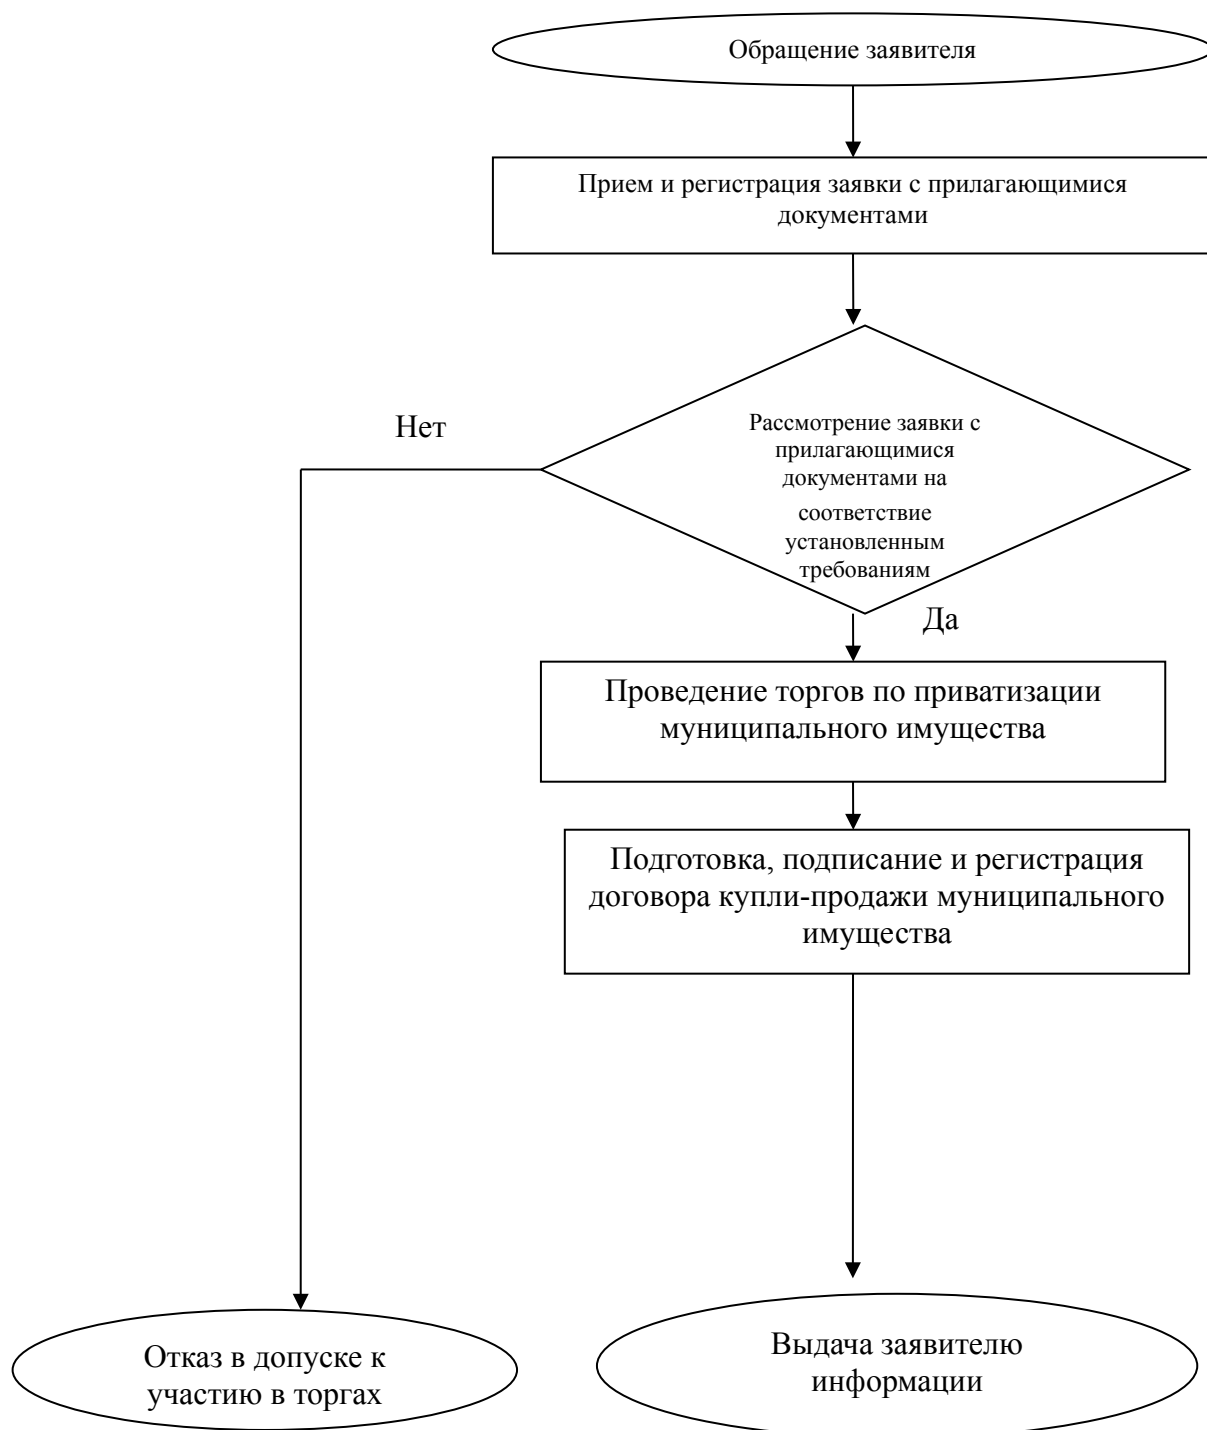 Обращение заявителя
Прием и регистрация заявки с прилагающимися
документами
Нет
Рассмотрение заявки с
прилагающимися
документами на
соответствие
установленным
требованиям
Да
Проведение торгов по приватизации
муниципального имущества
Подготовка, подписание и регистрация
договора купли-продажи муниципального
имущества
Отказ в допуске к
участию в торгах
Выдача заявителю
информации